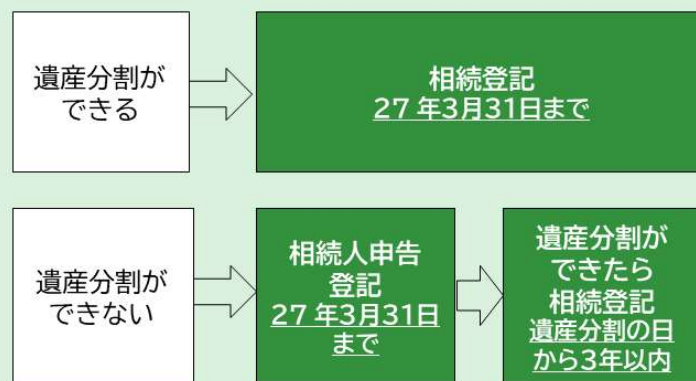 遺産分割が
できる
相続登記
27 年3月31日まで
遺産分割が
できない
相続人申告
登記
27 年3月31日
まで
遺産分割が
できたら
相続登記
遺産分割の日
から3年以内